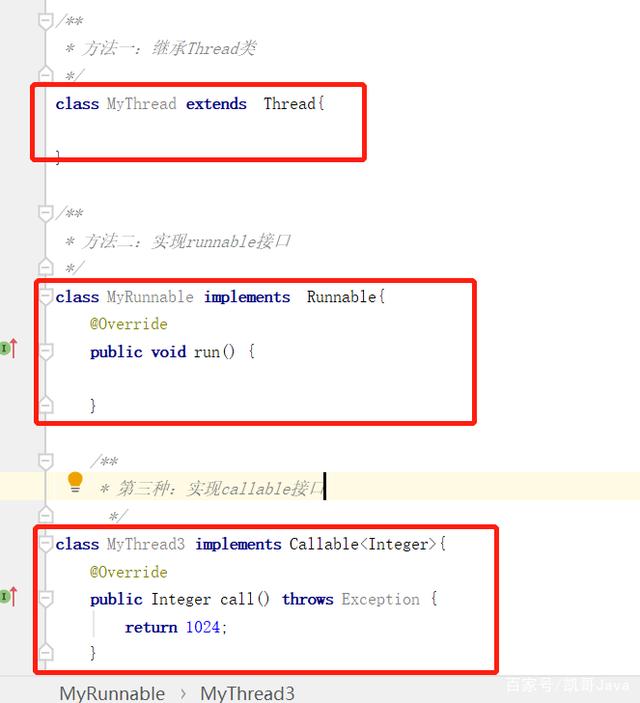 /**
* 方法一：继承Thread类
*/
class MyThread extends  Thread{
}
/**
* 方法二：实现runnable接口
*/
class MyRunnable implements  Runnable{
@Override
public void run() {
}
/**
* 第三种：实现callable接口
*/
class MyThread3 implements Callable<Integer>{
@Override
public Integer call() throws Exception {
return 1024;
}
MyRunnable › MyThread3
百家号/凯哥Java